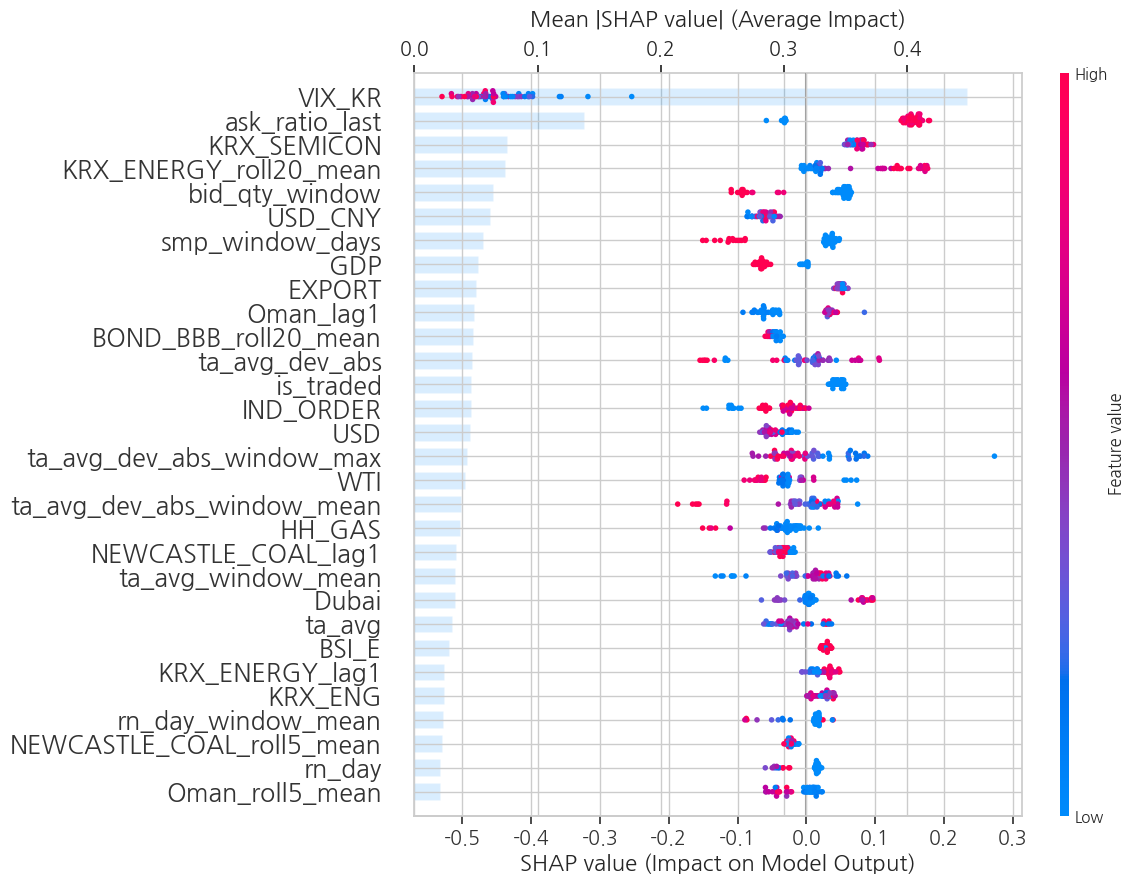 Mean |SHAP value| (Average Impact)
0.0 0.1 0.2 0.3 0.4
High
VIX_KR
ask_ratio_last
KRX_SEMICON
KRX_ENERGY_roll20_mean
bid_qty_window
USD_CNY
smp_window_days
GDP
EXPORT
Oman_lag1
BOND_BBB_roll20_mean
ta_avg_dev_abs
is_traded
IND_ORDER
USD
ta_avg_dev_abs_window_max
WTI
ta_avg_dev_abs_window_mean
HH_GAS
NEWCASTLE_COAL_lag1
ta_avg_window_mean
Dubai
ta_avg
BSI_E
KRX_ENERGY_lag1
KRX_ENG
rn_day_window_mean
NEWCASTLE_COAL_roll5_mean
rn_day
Oman_roll5_mean
Feature value
Low
-0.5 -0.4 -0.3 -0.2 -0.1 0.0 0.1 0.2 0.3
SHAP value (Impact on Model Output)